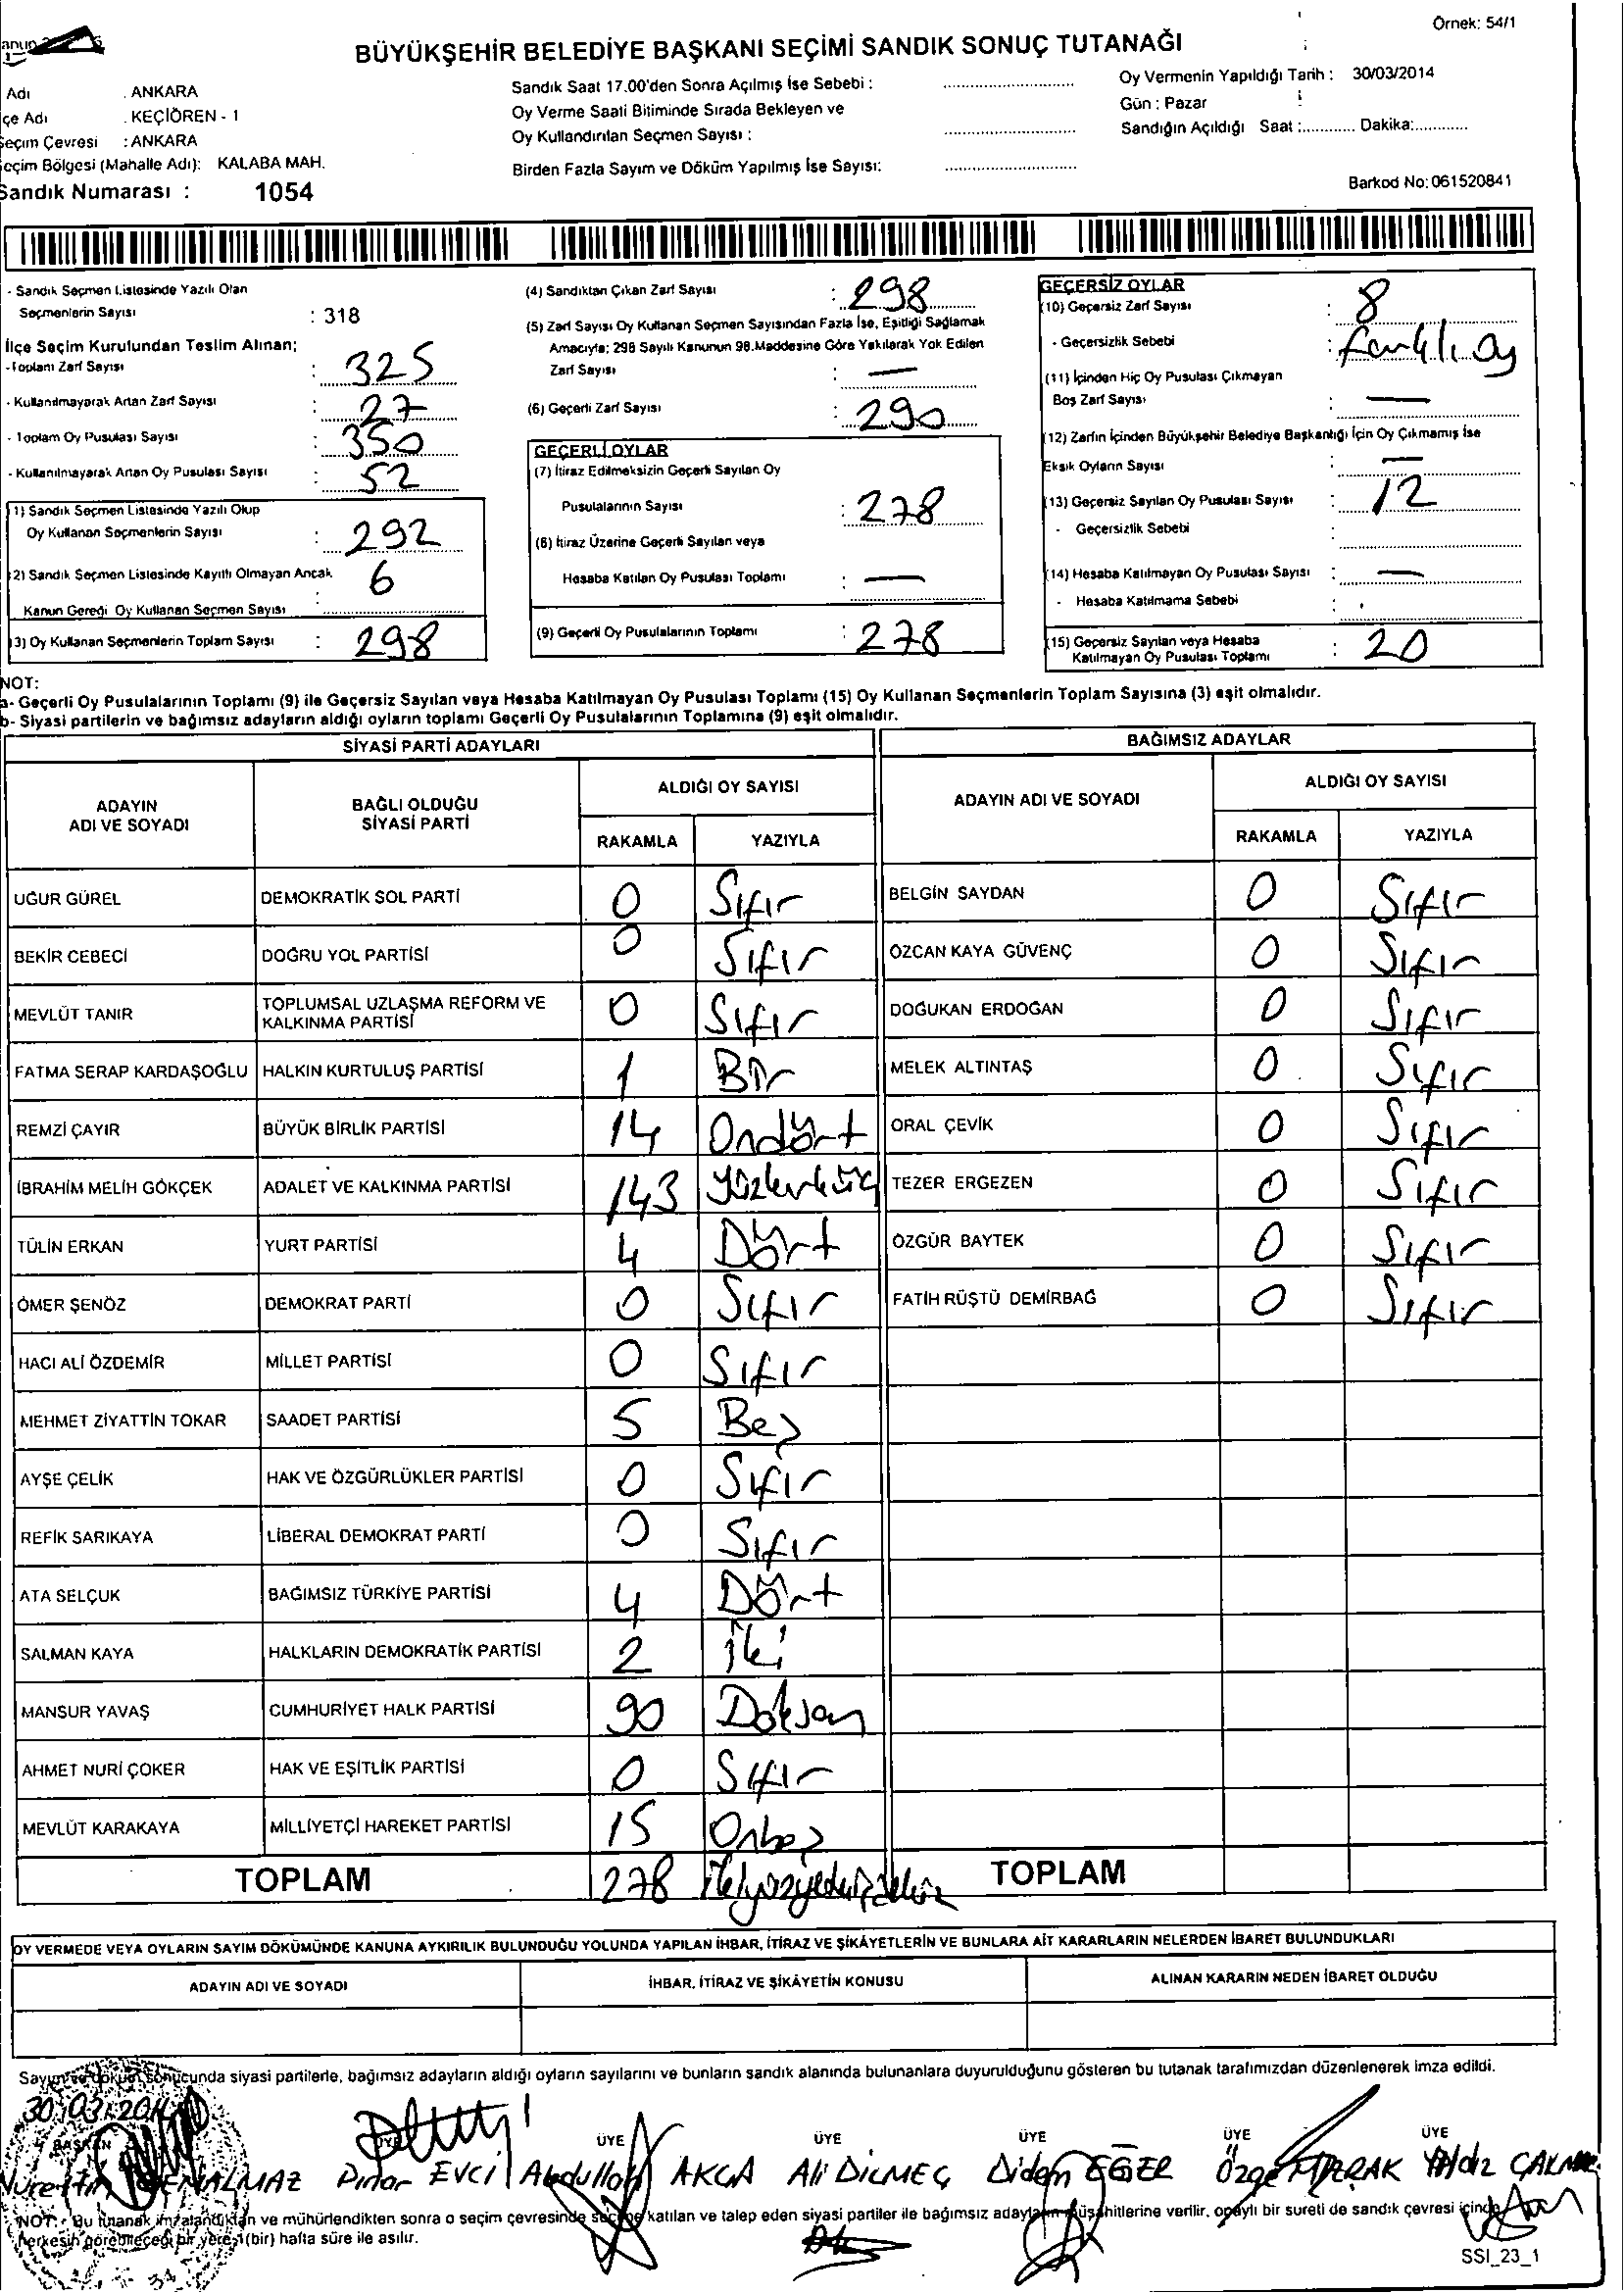 Örnek: 54/1
BÜYÜKŞEHİR BELEDİYE BAŞKANI SEÇİMİ SANDIK SONUÇ TUTANAĞI
Adı : ANKARA
çe Adı : KEÇİÖREN - 1
Seçim Çevresi : ANKARA
eçim Bölgesi (Mahalle Adı): KALABA MAH.
Sandık Numarası : 1054
Sandık Saat 17.00'den Sonra Açılmış İse Sebebi :
Oy Verme Saati Bitiminde Sırada Bekleyen ve
Oy Kullandırılan Seçmen Sayısı :
Birden Fazla Sayım ve Döküm Yapılmış İse Sayısı:
Oy Vermenin Yapıldığı Tarih : 30/03/2014
Gün : Pazar
Sandığın Açıldığı Saat :............ Dakika:............
Barkod No: 061520841
- Sandık Seçmen Listesinde Yazılı Olan
Seçmenlerin Sayısı : 318
İlçe Seçim Kurulundan Teslim Alınan;
-Toplam Zarf Sayısı : 325
- Kullanılmayarak Artan Zarf Sayısı : 27
- Toplam Oy Pusulası Sayısı : 350
- Kullanılmayarak Artan Oy Pusulası Sayısı : 52
(1) Sandık Seçmen Listesinde Yazılı Olup
Oy Kullanan Seçmenlerin Sayısı : 292
(2) Sandık Seçmen Listesinde Kayıtlı Olmayan Ancak
Kanun Gereği Oy Kullanan Seçmen Sayısı : 6
(3) Oy Kullanan Seçmenlerin Toplam Sayısı : 298
(4) Sandıktan Çıkan Zarf Sayısı : 298
(5) Zarf Sayısı Oy Kullanan Seçmen Sayısından Fazla İse, Eşitliği Sağlamak
Amacıyla; 298 Sayılı Kanunun 98.Maddesine Göre Yakılarak Yok Edilen
Zarf Sayısı : —
(6) Geçerli Zarf Sayısı : 290
GEÇERLİ OYLAR
(7) İtiraz Edilmeksizin Geçerli Sayılan Oy
Pusulalarının Sayısı : 278
(8) İtiraz Üzerine Geçerli Sayılan veya
Hesaba Katılan Oy Pusulası Toplamı : —
(9) Geçerli Oy Pusulalarının Toplamı : 278
GEÇERSİZ OYLAR
(10) Geçersiz Zarf Sayısı : 8
- Geçersizlik Sebebi : Farklı Oy
(11) İçinden Hiç Oy Pusulası Çıkmayan
Boş Zarf Sayısı : —
(12) Zarfın İçinden Büyükşehir Belediye Başkanlığı İçin Oy Çıkmamış İse
Eksik Oyların Sayısı : —
(13) Geçersiz Sayılan Oy Pusulası Sayısı : 12
- Geçersizlik Sebebi :
(14) Hesaba Katılmayan Oy Pusulası Sayısı : —
- Hesaba Katılmama Sebebi :
(15) Geçersiz Sayılan veya Hesaba
Katılmayan Oy Pusulası Toplamı : 20
NOT:
a- Geçerli Oy Pusulalarının Toplamı (9) ile Geçersiz Sayılan veya Hesaba Katılmayan Oy Pusulası Toplamı (15) Oy Kullanan Seçmenlerin Toplam Sayısına (3) eşit olmalıdır.
b- Siyasi partilerin ve bağımsız adayların aldığı oyların toplamı Geçerli Oy Pusulalarının Toplamına (9) eşit olmalıdır.
SİYASİ PARTİ ADAYLARI BAĞIMSIZ ADAYLAR
ADAYIN ADI VE SOYADI BAĞLI OLDUĞU SİYASİ PARTİ ALDIĞI OY SAYISI ADAYIN ADI VE SOYADI ALDIĞI OY SAYISI
RAKAMLA YAZIYLA RAKAMLA YAZIYLA
UĞUR GÜREL DEMOKRATİK SOL PARTİ 0 Sıfır BELGİN SAYDAN 0 Sıfır
BEKİR CEBECİ DOĞRU YOL PARTİSİ 0 Sıfır ÖZCAN KAYA GÜVENÇ 0 Sıfır
MEVLÜT TANIR TOPLUMSAL UZLAŞMA REFORM VE KALKINMA PARTİSİ 0 Sıfır DOĞUKAN ERDOĞAN 0 Sıfır
FATMA SERAP KARDAŞOĞLU HALKIN KURTULUŞ PARTİSİ 1 Bir MELEK ALTINTAŞ 0 Sıfır
REMZİ ÇAYIR BÜYÜK BİRLİK PARTİSİ 14 Ondört ORAL ÇEVİK 0 Sıfır
İBRAHİM MELİH GÖKÇEK ADALET VE KALKINMA PARTİSİ 143 Yüzkırküç TEZER ERGEZEN 0 Sıfır
TÜLİN ERKAN YURT PARTİSİ 4 Dört ÖZGÜR BAYTEK 0 Sıfır
ÖMER ŞENÖZ DEMOKRAT PARTİ 0 Sıfır FATİH RÜŞTÜ DEMİRBAĞ 0 Sıfır
HACI ALİ ÖZDEMİR MİLLET PARTİSİ 0 Sıfır
MEHMET ZİYATTİN TOKAR SAADET PARTİSİ 5 Beş
AYŞE ÇELİK HAK VE ÖZGÜRLÜKLER PARTİSİ 0 Sıfır
REFİK SARIKAYA LİBERAL DEMOKRAT PARTİ 0 Sıfır
ATA SELÇUK BAĞIMSIZ TÜRKİYE PARTİSİ 4 Dört
SALMAN KAYA HALKLARIN DEMOKRATİK PARTİSİ 2 İki
MANSUR YAVAŞ CUMHURİYET HALK PARTİSİ 90 Doksan
AHMET NURİ ÇOKER HAK VE EŞİTLİK PARTİSİ 0 Sıfır
MEVLÜT KARAKAYA MİLLİYETÇİ HAREKET PARTİSİ 15 Onbeş
TOPLAM 278 TOPLAM
OY VERMEDE VEYA OYLARIN SAYIM DÖKÜMÜNDE KANUNA AYKIRILIK BULUNDUĞU YOLUNDA YAPILAN İHBAR, İTİRAZ VE ŞİKÂYETLERİN VE BUNLARA AİT KARARLARIN NELERDEN İBARET BULUNDUKLARI
ADAYIN ADI VE SOYADI İHBAR, İTİRAZ VE ŞİKÂYETİN KONUSU ALINAN KARARIN NEDEN İBARET OLDUĞU
Sayım ve döküm sonucunda siyasi partilerle, bağımsız adayların aldığı oyların sayılarını ve bunların sandık alanında bulunanlara duyurulduğunu gösteren bu tutanak tarafımızdan düzenlenerek imza edildi.
30.03.2014
BAŞKAN ÜYE ÜYE ÜYE ÜYE ÜYE ÜYE
Nurettin Pınar EVCİ Abdullah AKÇA Ali DİLMEÇ Didem EĞER Özge Yıldız
NOT: Bu tutanak imzalandıktan ve mühürlendikten sonra o seçim çevresinde seçime katılan ve talep eden siyasi partiler ile bağımsız adayların müşahitlerine verilir, onaylı bir sureti de sandık çevresi içinde
herkesin görebileceği bir yere 1(bir) hafta süre ile asılır.
SSI_23_1